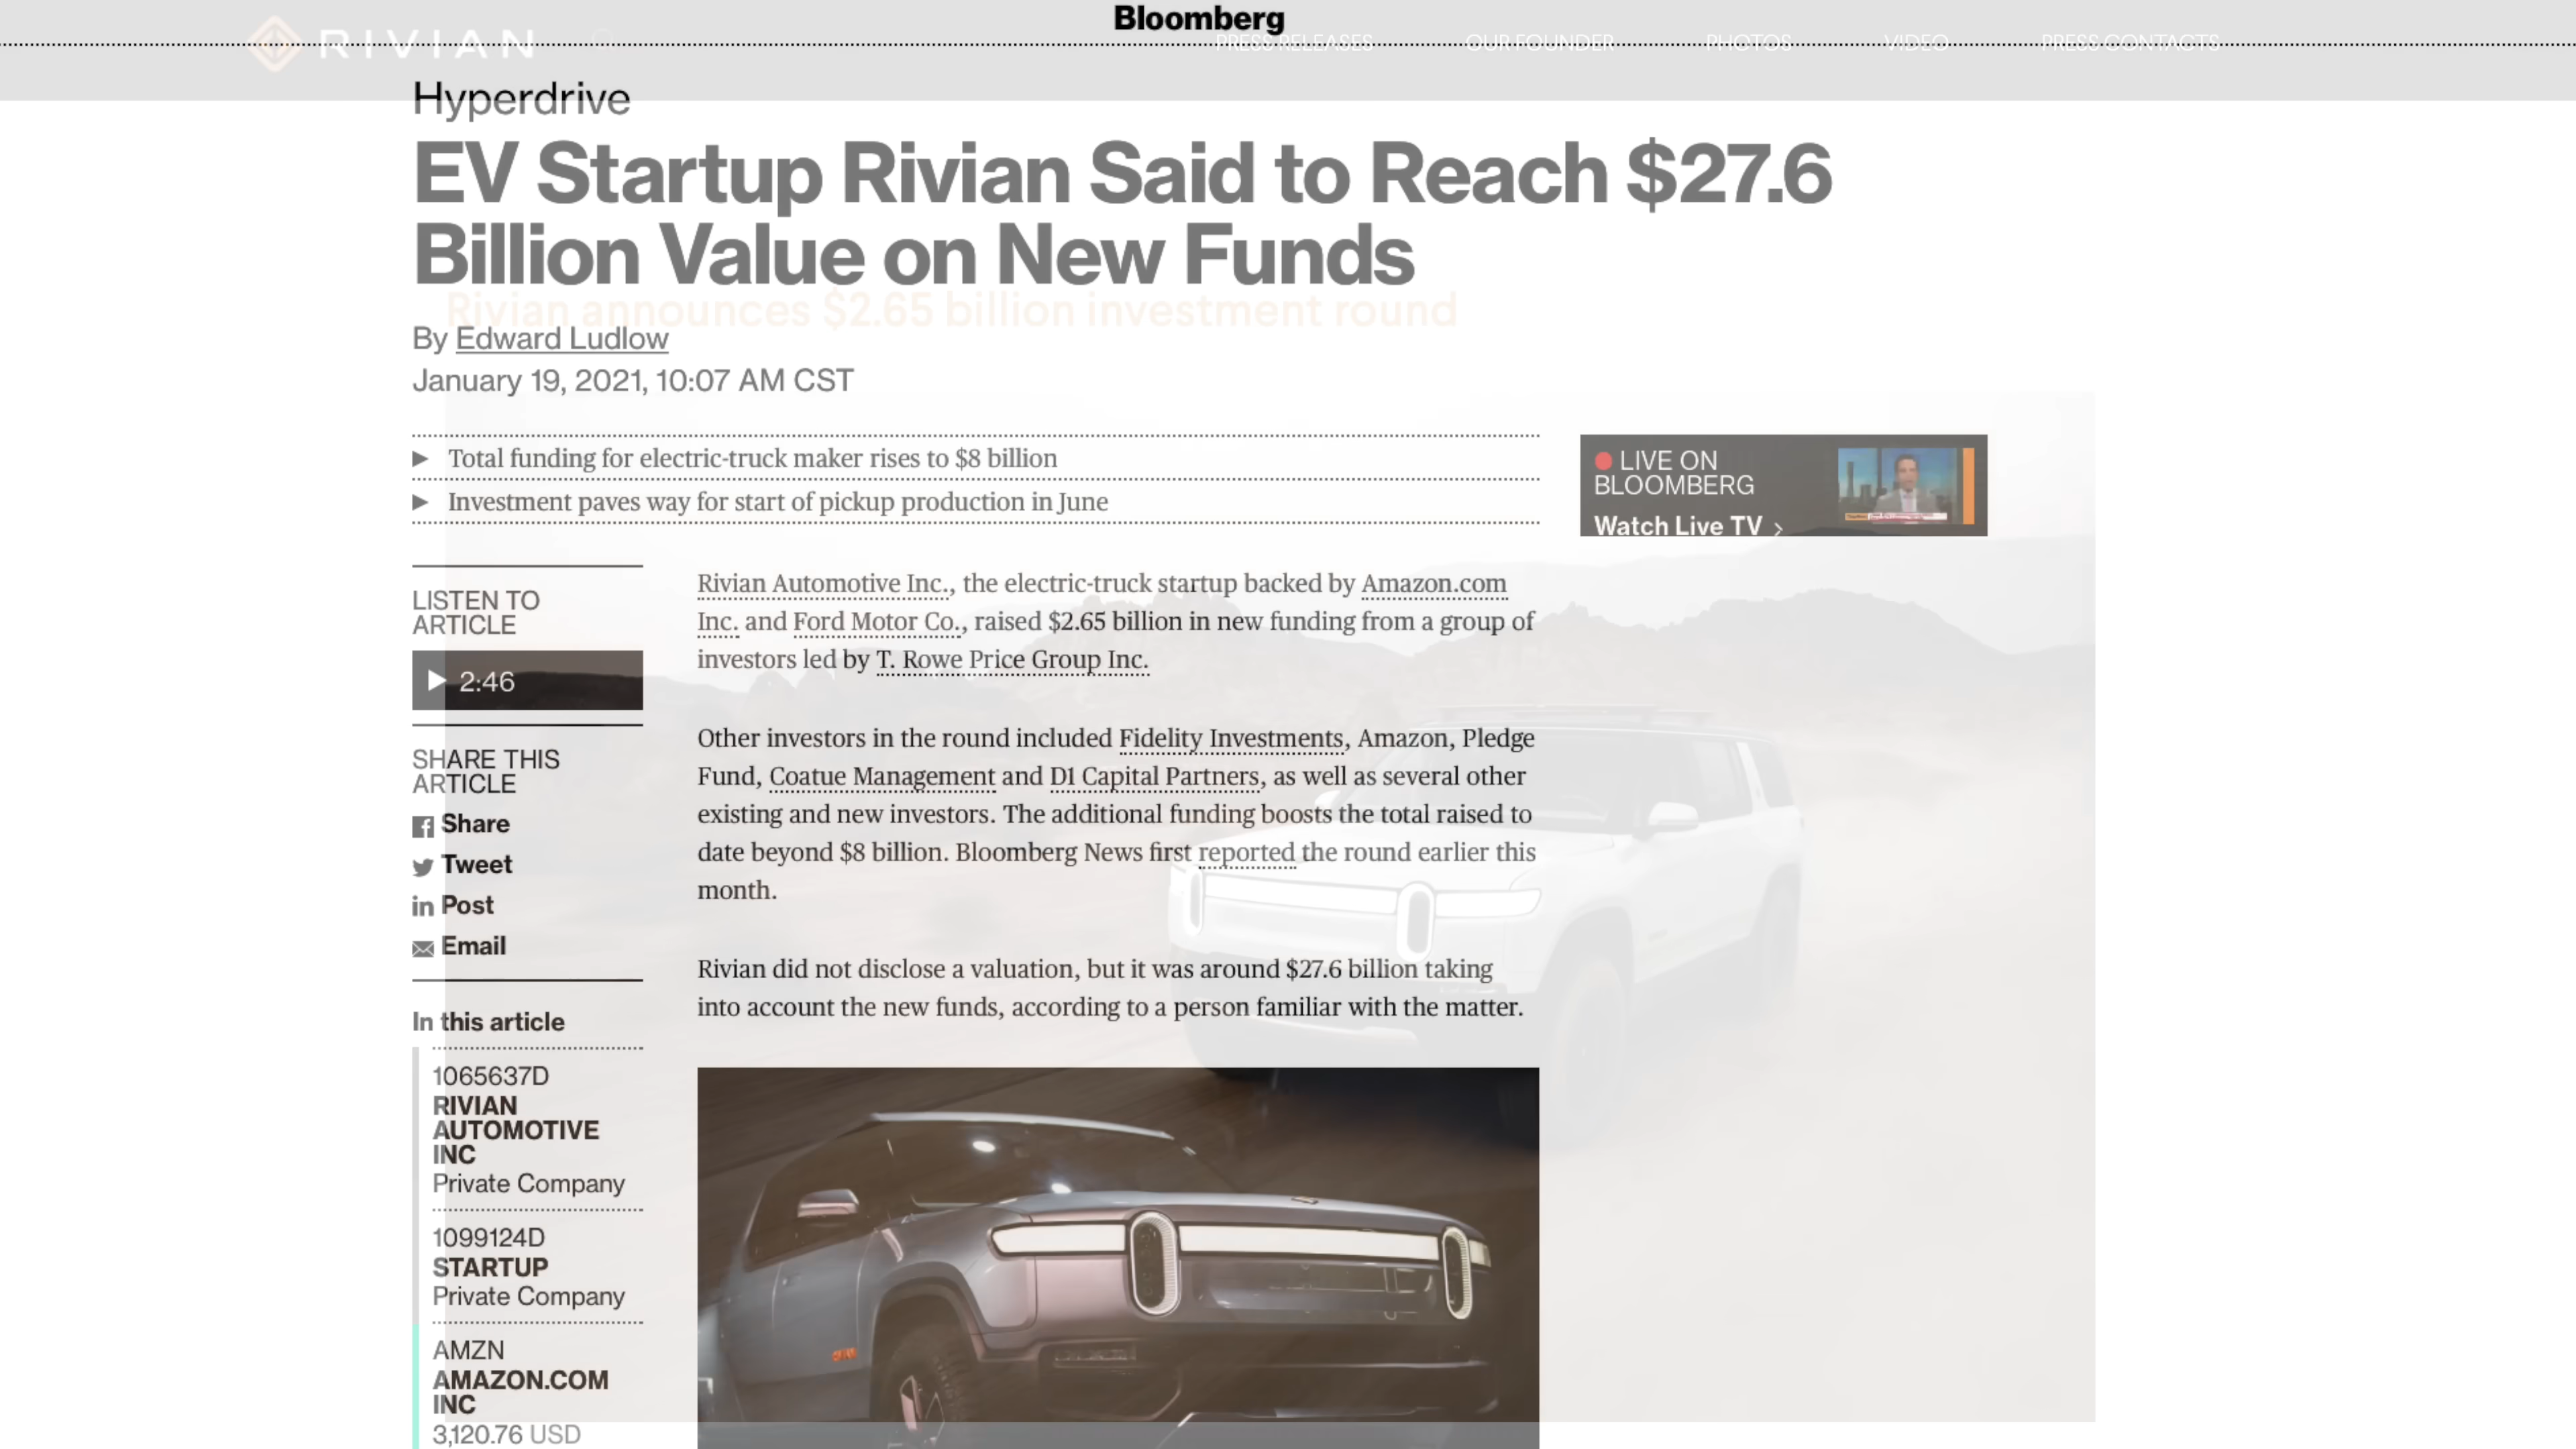 Bloomberg
RIVIAN
PRESS RELEASES OUR FOUNDER PHOTOS VIDEO PRESS CONTACTS
Hyperdrive
EV Startup Rivian Said to Reach $27.6
Billion Value on New Funds
Rivian announces $2.65 billion investment round
By Edward Ludlow
January 19, 2021, 10:07 AM CST
Total funding for electric-truck maker rises to $8 billion
Investment paves way for start of pickup production in June
LIVE ON
BLOOMBERG
Watch Live TV
LISTEN TO
ARTICLE
2:46
SHARE THIS
ARTICLE
Share
Tweet
in Post
Email
In this article
1065637D
RIVIAN
AUTOMOTIVE
INC
Private Company
1099124D
STARTUP
Private Company
AMZN
AMAZON.COM
INC
3,120.76 USD
Rivian Automotive Inc., the electric-truck startup backed by Amazon.com
Inc. and Ford Motor Co., raised $2.65 billion in new funding from a group of
investors led by T. Rowe Price Group Inc.
Other investors in the round included Fidelity Investments, Amazon, Pledge
Fund, Coatue Management and D1 Capital Partners, as well as several other
existing and new investors. The additional funding boosts the total raised to
date beyond $8 billion. Bloomberg News first reported the round earlier this
month.
Rivian did not disclose a valuation, but it was around $27.6 billion taking
into account the new funds, according to a person familiar with the matter.